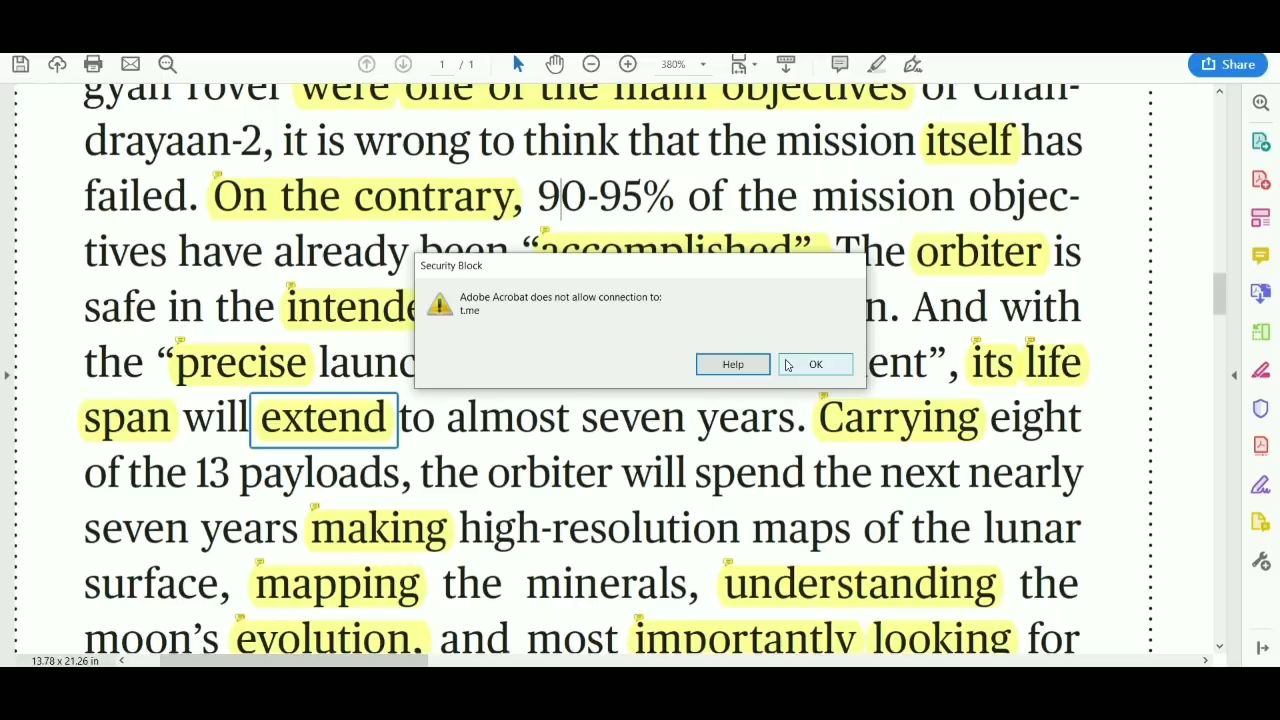 1 / 1
380%
Share
gyan rover were one of the main objectives of Chan-
drayaan-2, it is wrong to think that the mission itself has
failed. On the contrary, 90-95% of the mission objec-
tives have already been “accomplished”. The orbiter is
safe in the intende n. And with
the “precise launc ent”, its life
span will extend to almost seven years. Carrying eight
of the 13 payloads, the orbiter will spend the next nearly
seven years making high-resolution maps of the lunar
surface, mapping the minerals, understanding the
moon’s evolution, and most importantly looking for
Security Block
Adobe Acrobat does not allow connection to:
t.me
Help OK
13.78 x 21.26 in